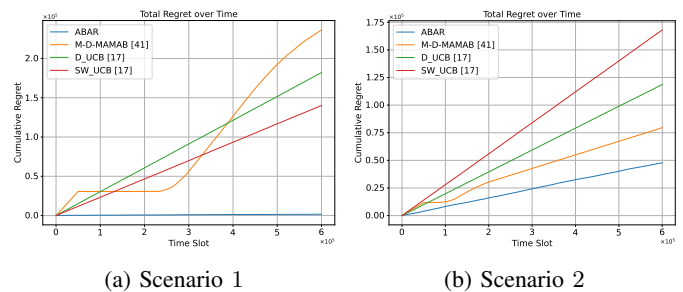 Total Regret over Time
×10⁵
ABAR
M-D-MAMAB [41]
D_UCB [17]
SW_UCB [17]
Cumulative Regret
2.0
1.5
1.0
0.5
0.0
0 1 2 3 4 5 6
×10⁵
Time Slot
(a) Scenario 1
Total Regret over Time
×10⁵
ABAR
M-D-MAMAB [41]
D_UCB [17]
SW_UCB [17]
Cumulative Regret
1.75
1.50
1.25
1.00
0.75
0.50
0.25
0.00
0 1 2 3 4 5 6
×10⁵
Time Slot
(b) Scenario 2